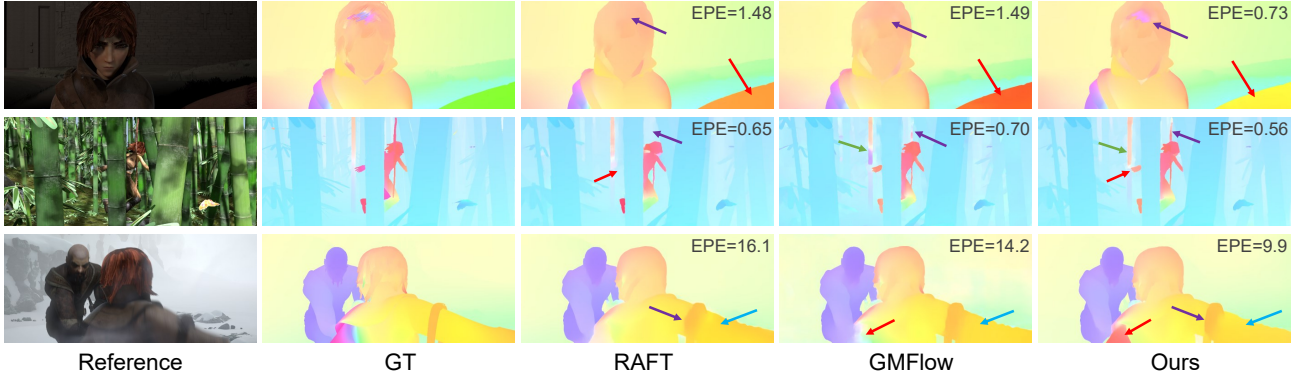 EPE=1.48
EPE=1.49
EPE=0.73
EPE=0.65
EPE=0.70
EPE=0.56
EPE=16.1
EPE=14.2
EPE=9.9
Reference
GT
RAFT
GMFlow
Ours